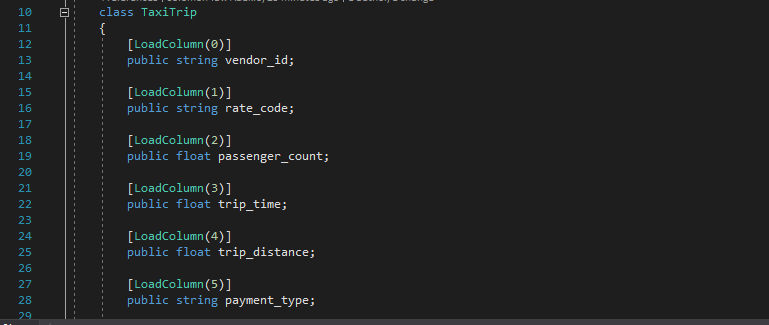 10 class TaxiTrip
11 {
12 [LoadColumn(0)]
13 public string vendor_id;
14
15 [LoadColumn(1)]
16 public string rate_code;
17
18 [LoadColumn(2)]
19 public float passenger_count;
20
21 [LoadColumn(3)]
22 public float trip_time;
23
24 [LoadColumn(4)]
25 public float trip_distance;
26
27 [LoadColumn(5)]
28 public string payment_type;
29